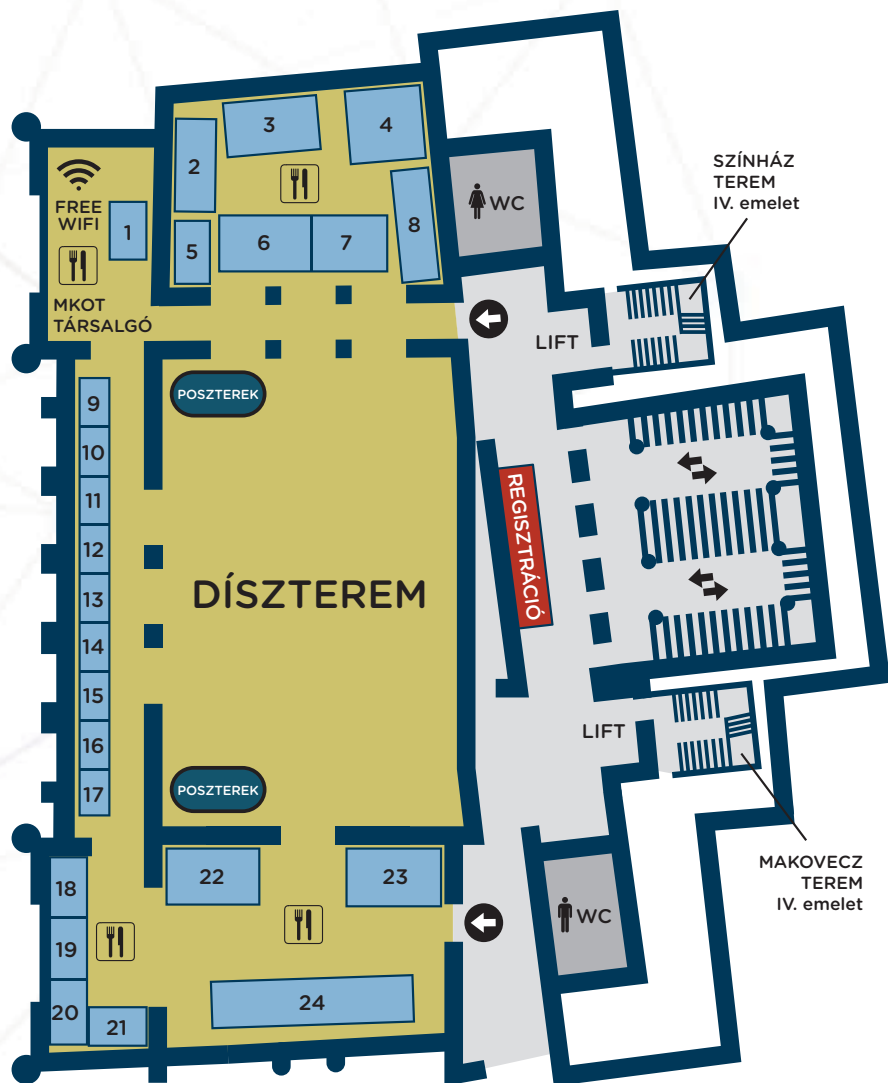 3
4
2
SZÍNHÁZ
TEREM
IV. emelet
WC
FREE
WIFI
1
5
6
7
8
MKOT
TÁRSALGÓ
LIFT
POSZTEREK
9
10
11
12
13
14
15
16
17
REGISZTRÁCIÓ
DÍSZTEREM
LIFT
POSZTEREK
MAKOVECZ
TEREM
IV. emelet
18
19
20
21
22
23
WC
24